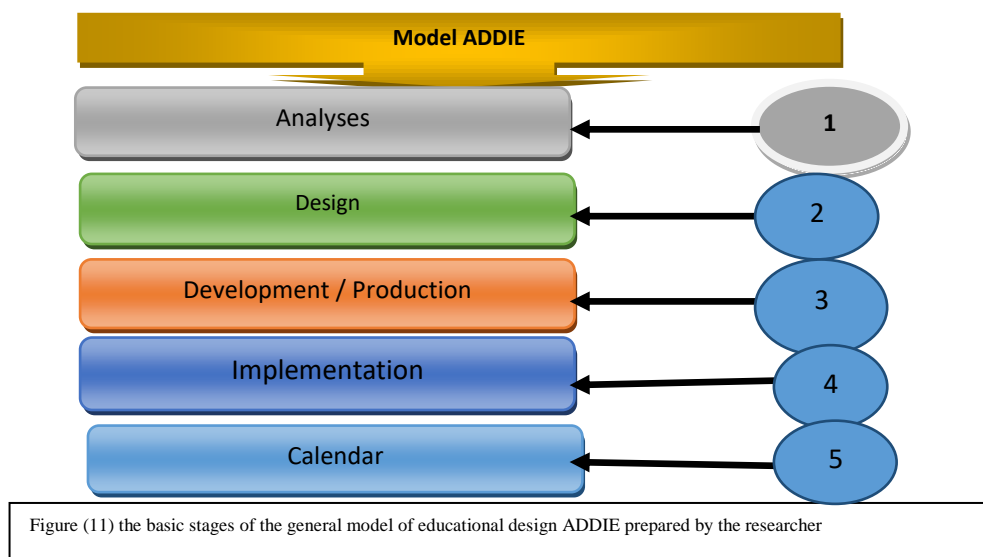 Model ADDIE
Analyses
1
Design
2
Development / Production
3
Implementation
4
Calendar
5
Figure (11) the basic stages of the general model of educational design ADDIE prepared by the researcher